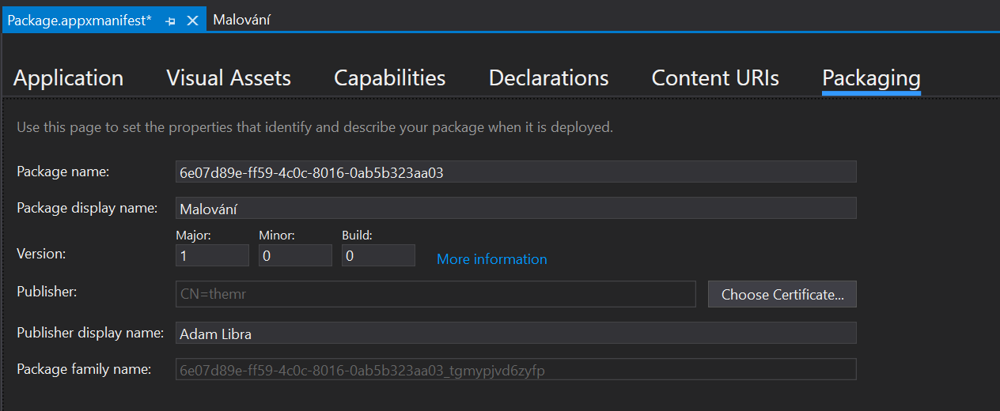 Package.appxmanifest* Malování
Application Visual Assets Capabilities Declarations Content URIs Packaging
Use this page to set the properties that identify and describe your package when it is deployed.
Package name: 6e07d89e-ff59-4c0c-8016-0ab5b323aa03
Package display name: Malování
Major: Minor: Build:
Version: 1 0 0 More information
Publisher: CN=themr Choose Certificate...
Publisher display name: Adam Libra
Package family name: 6e07d89e-ff59-4c0c-8016-0ab5b323aa03_tgmypjvd6zyfp